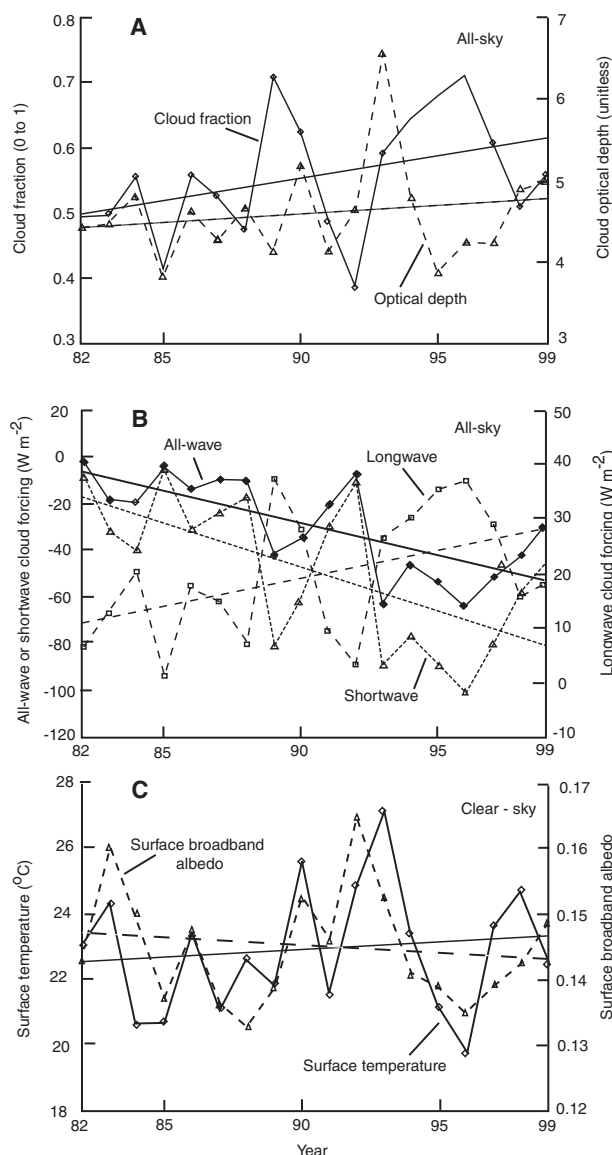 A
All-sky
Cloud fraction (0 to 1)
0.8
0.7
0.6
0.5
0.4
0.3
Cloud fraction
Optical depth
7
6
5
4
3
Cloud optical depth (unitless)
82
85
90
95
99
B
All-sky
All-wave or shortwave cloud forcing (W m-2)
20
0
-20
-40
-60
-80
-100
-120
All-wave
Longwave
Shortwave
50
40
30
20
10
0
-10
Longwave cloud forcing (W m-2)
82
85
90
95
99
C
Clear - sky
Surface temperature (oC)
28
26
24
22
20
18
Surface broadband
albedo
Surface temperature
0.17
0.16
0.15
0.14
0.13
0.12
Surface broadband albedo
82
85
90
95
99
Year